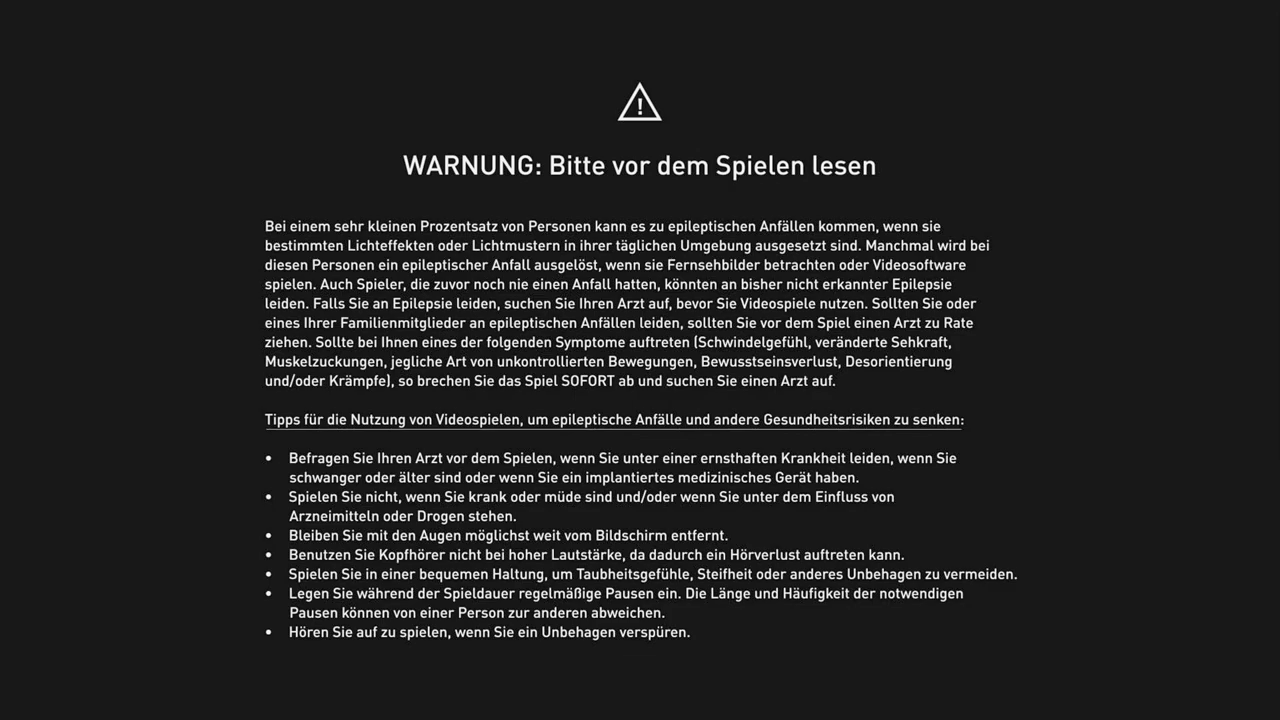 WARNUNG: Bitte vor dem Spielen lesen
Bei einem sehr kleinen Prozentsatz von Personen kann es zu epileptischen Anfällen kommen, wenn sie
bestimmten Lichteffekten oder Lichtmustern in ihrer täglichen Umgebung ausgesetzt sind. Manchmal wird bei
diesen Personen ein epileptischer Anfall ausgelöst, wenn sie Fernsehbilder betrachten oder Videosoftware
spielen. Auch Spieler, die zuvor noch nie einen Anfall hatten, könnten an bisher nicht erkannter Epilepsie
leiden. Falls Sie an Epilepsie leiden, suchen Sie Ihren Arzt auf, bevor Sie Videospiele nutzen. Sollten Sie oder
eines Ihrer Familienmitglieder an epileptischen Anfällen leiden, sollten Sie vor dem Spiel einen Arzt zu Rate
ziehen. Sollte bei Ihnen eines der folgenden Symptome auftreten (Schwindelgefühl, veränderte Sehkraft,
Muskelzuckungen, jegliche Art von unkontrollierten Bewegungen, Bewusstseinsverlust, Desorientierung
und/oder Krämpfe), so brechen Sie das Spiel SOFORT ab und suchen Sie einen Arzt auf.
Tipps für die Nutzung von Videospielen, um epileptische Anfälle und andere Gesundheitsrisiken zu senken:
• Befragen Sie Ihren Arzt vor dem Spielen, wenn Sie unter einer ernsthaften Krankheit leiden, wenn Sie
schwanger oder älter sind oder wenn Sie ein implantiertes medizinisches Gerät haben.
• Spielen Sie nicht, wenn Sie krank oder müde sind und/oder wenn Sie unter dem Einfluss von
Arzneimitteln oder Drogen stehen.
• Bleiben Sie mit den Augen möglichst weit vom Bildschirm entfernt.
• Benutzen Sie Kopfhörer nicht bei hoher Lautstärke, da dadurch ein Hörverlust auftreten kann.
• Spielen Sie in einer bequemen Haltung, um Taubheitsgefühle, Steifheit oder anderes Unbehagen zu vermeiden.
• Legen Sie während der Spieldauer regelmäßige Pausen ein. Die Länge und Häufigkeit der notwendigen
Pausen können von einer Person zur anderen abweichen.
• Hören Sie auf zu spielen, wenn Sie ein Unbehagen verspüren.